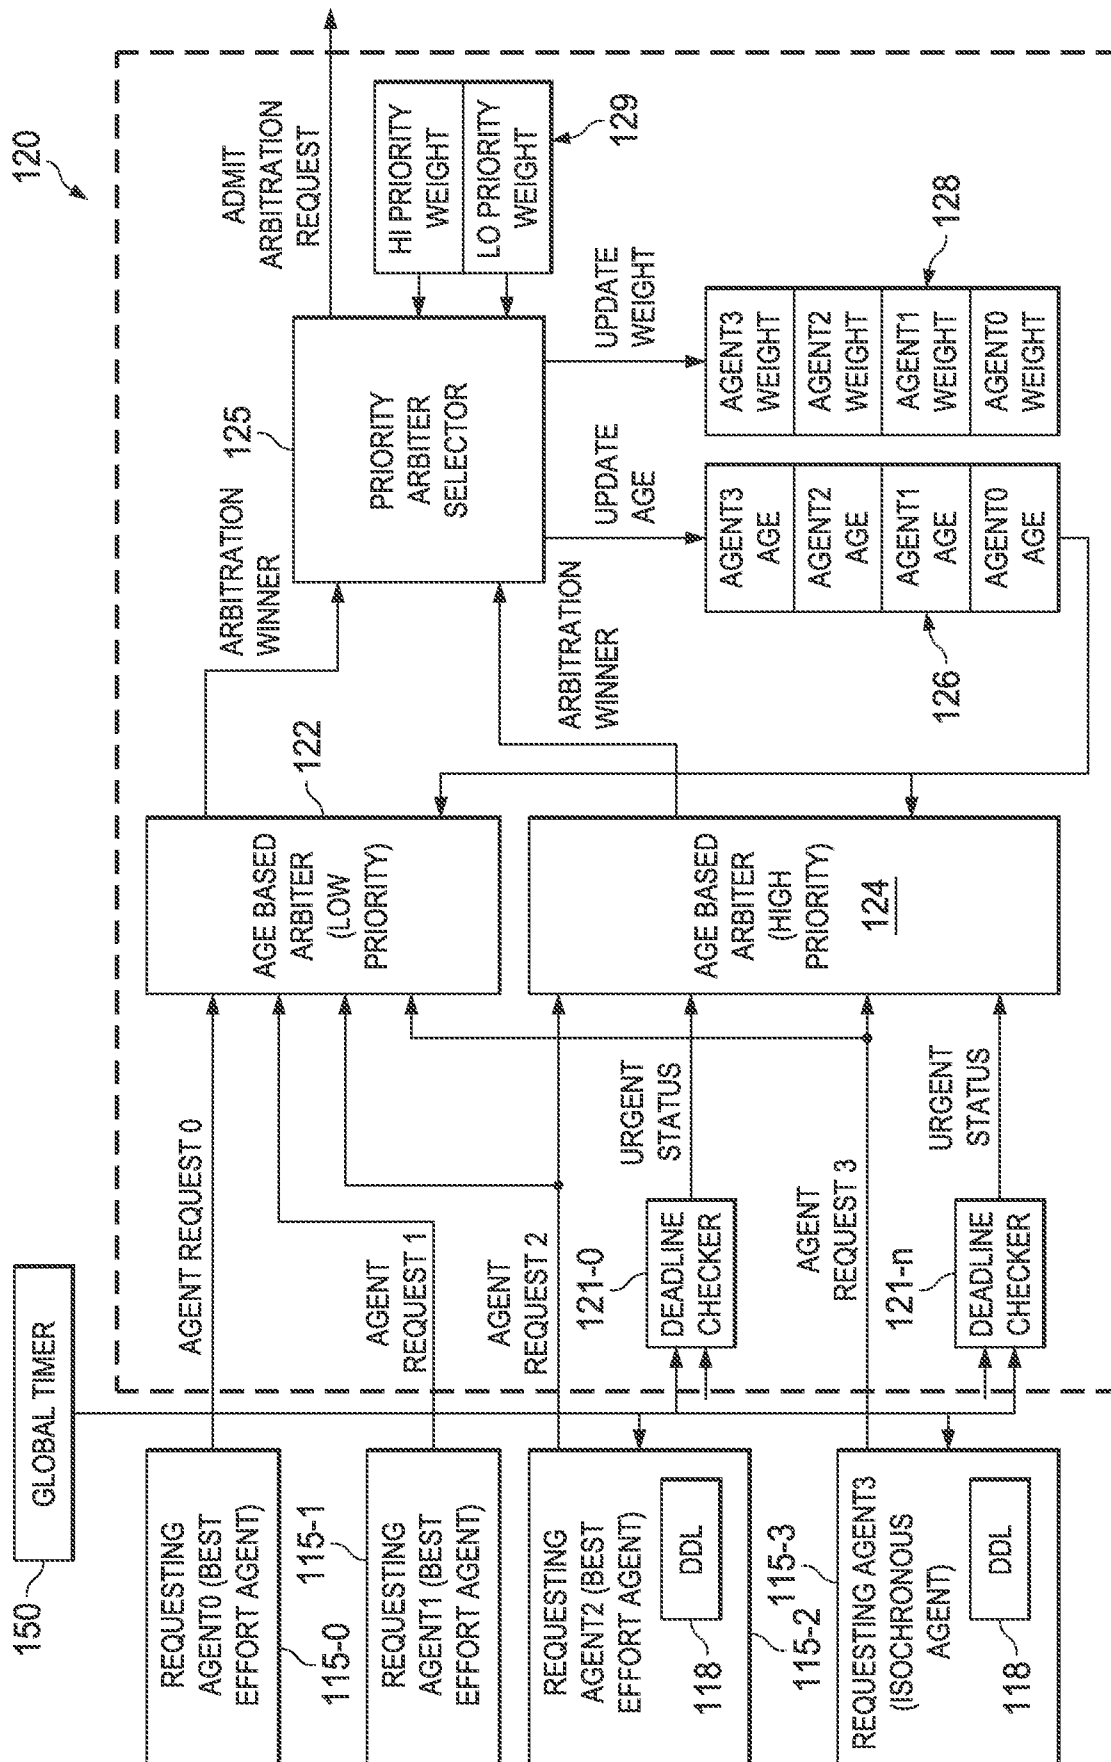 120
150
GLOBAL TIMER
REQUESTING
AGENT0 (BEST
EFFORT AGENT)
115-0
115-1
REQUESTING
AGENT1 (BEST
EFFORT AGENT)
REQUESTING
AGENT2 (BEST
EFFORT AGENT)
DDL
118
115-2
115-3
REQUESTING AGENT3
(ISOCHRONOUS
AGENT)
DDL
118
AGENT REQUEST 0
AGENT
REQUEST 1
AGENT
REQUEST 2
121-0
DEADLINE
CHECKER
URGENT
STATUS
AGENT
REQUEST 3
121-n
DEADLINE
CHECKER
URGENT
STATUS
AGE BASED
ARBITER
(LOW
PRIORITY)
122
AGE BASED
ARBITER
(HIGH
PRIORITY)
124
ARBITRATION
WINNER
ARBITRATION
WINNER
125
PRIORITY
ARBITER
SELECTOR
ADMIT
ARBITRATION
REQUEST
HI PRIORITY
WEIGHT
LO PRIORITY
WEIGHT
129
UPDATE
AGE
UPDATE
WEIGHT
AGENT3
AGE
AGENT2
AGE
AGENT1
AGE
AGENT0
AGE
126
AGENT3
WEIGHT
AGENT2
WEIGHT
AGENT1
WEIGHT
AGENT0
WEIGHT
128